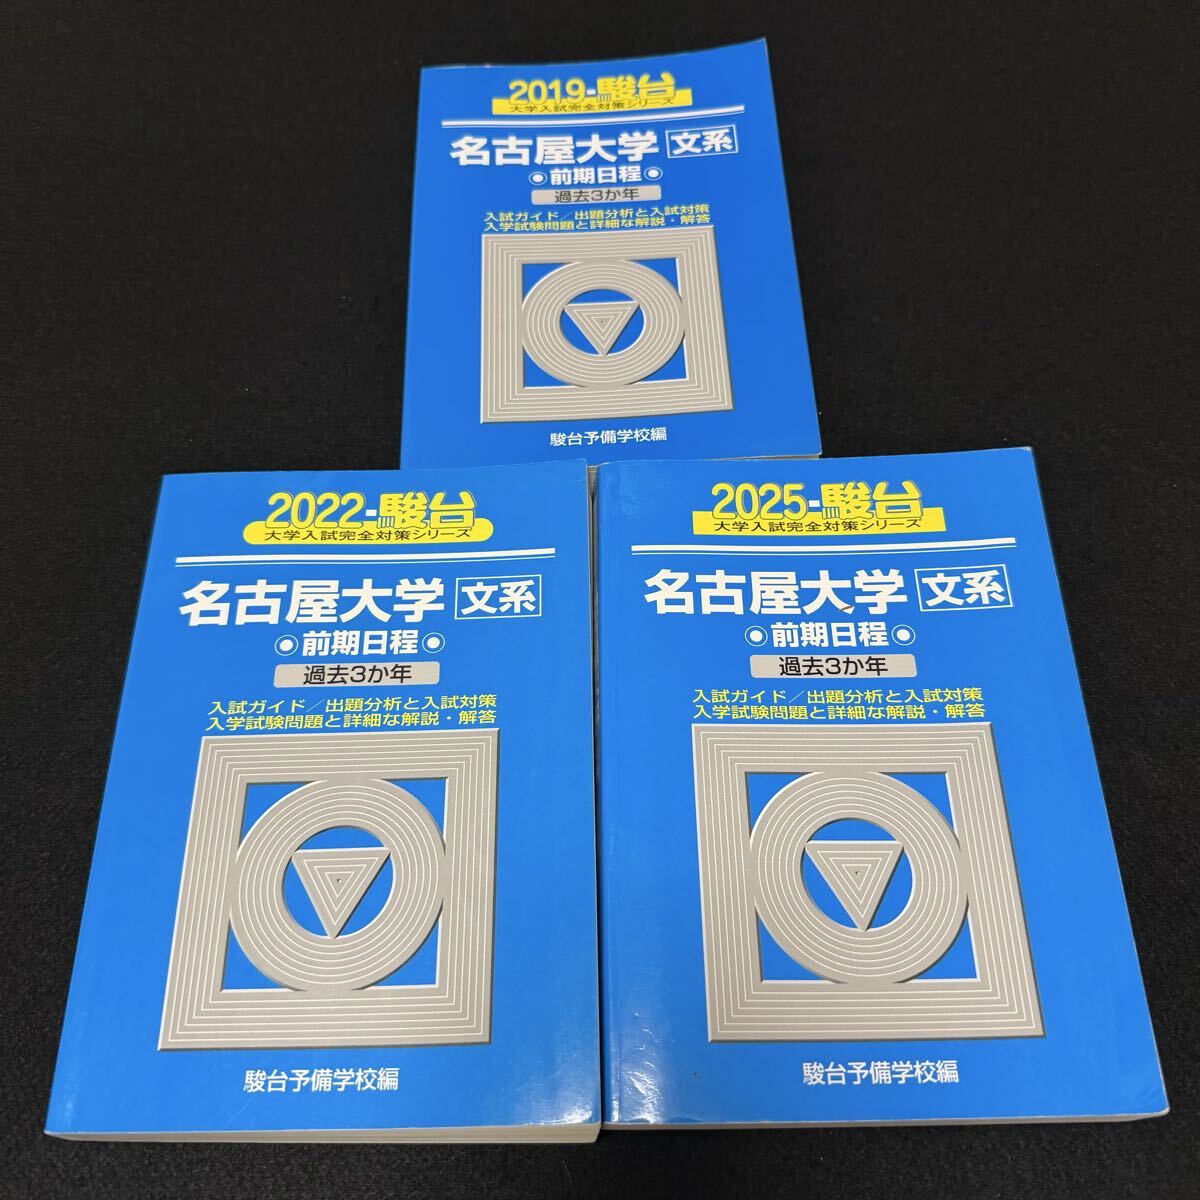 2019-駿台
大学入試完全対策シリーズ
名古屋大学 文系
前期日程
過去3か年
入試ガイド/出題分析と入試対策
入学試験問題と詳細な解説・解答
駿台予備学校編
2022-駿台
大学入試完全対策シリーズ
名古屋大学 文系
前期日程
過去3か年
入試ガイド/出題分析と入試対策
入学試験問題と詳細な解説・解答
駿台予備学校編
2025-駿台
大学入試完全対策シリーズ
名古屋大学 文系
前期日程
過去3か年
入試ガイド/出題分析と入試対策
入学試験問題と詳細な解説・解答
駿台予備学校編